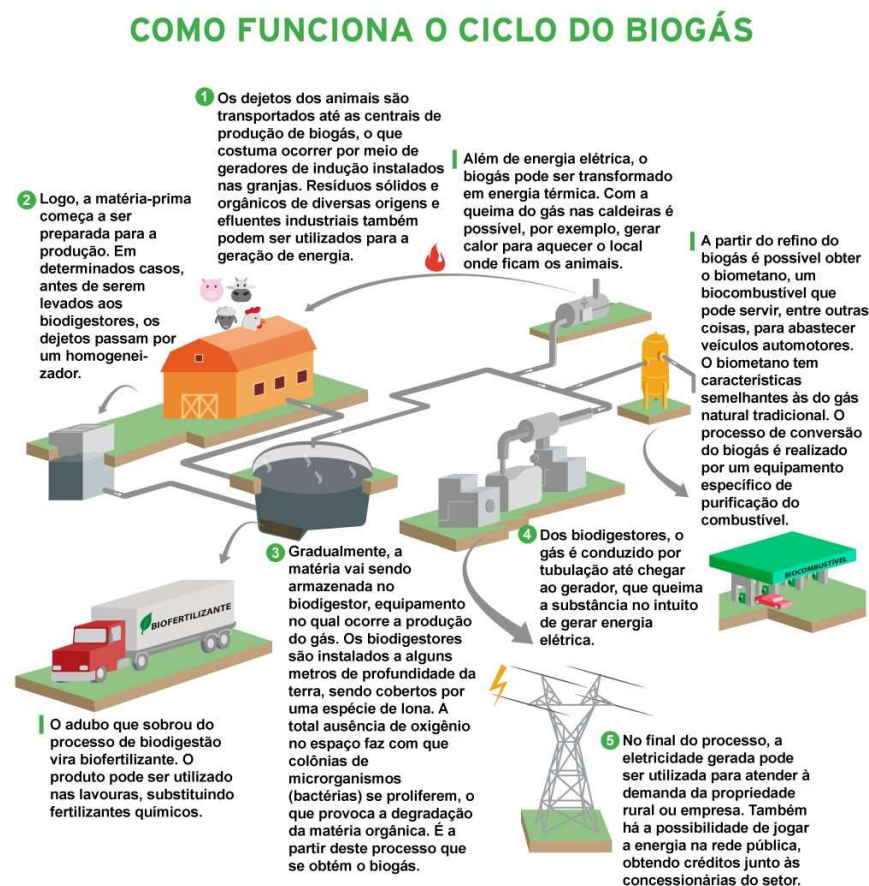 COMO FUNCIONA O CICLO DO BIOGÁS
1 Os dejetos dos animais são
transportados até as centrais de
produção de biogás, o que
costuma ocorrer por meio de
geradores de indução instalados
nas granjas. Resíduos sólidos e
orgânicos de diversas origens e
efluentes industriais também
podem ser utilizados para a
geração de energia.
2 Logo, a matéria-prima
começa a ser
preparada para a
produção. Em
determinados casos,
antes de serem
levados aos
biodigestores, os
dejetos passam por
um homogenei-
zador.
Além de energia elétrica, o
biogás pode ser transformado
em energia térmica. Com a
queima do gás nas caldeiras é
possível, por exemplo, gerar
calor para aquecer o local
onde ficam os animais.
A partir do refino do
biogás é possível obter
o biometano, um
biocombustível que
pode servir, entre outras
coisas, para abastecer
veículos automotores.
O biometano tem
características
semelhantes às do gás
natural tradicional. O
processo de conversão
do biogás é realizado
por um equipamento
específico de
purificação do
combustível.
BIOCOMBUSTÍVEL
3 Gradualmente, a
matéria vai sendo
armazenada no
biodigestor, equipamento
no qual ocorre a produção
do gás. Os biodigestores
são instalados a alguns
metros de profundidade da
terra, sendo cobertos por
uma espécie de lona. A
total ausência de oxigênio
no espaço faz com que
colônias de
microrganismos
(bactérias) se proliferem, o
que provoca a degradação
da matéria orgânica. É a
partir deste processo que
se obtém o biogás.
4 Dos biodigestores, o
gás é conduzido por
tubulação até chegar
ao gerador, que queima
a substância no intuito
de gerar energia
elétrica.
BIOFERTILIZANTE
O adubo que sobrou do
processo de biodigestão
vira biofertilizante. O
produto pode ser utilizado
nas lavouras, substituindo
fertilizantes químicos.
5 No final do processo, a
eletricidade gerada pode
ser utilizada para atender à
demanda da propriedade
rural ou empresa. Também
há a possibilidade de jogar
a energia na rede pública,
obtendo créditos junto às
concessionárias do setor.